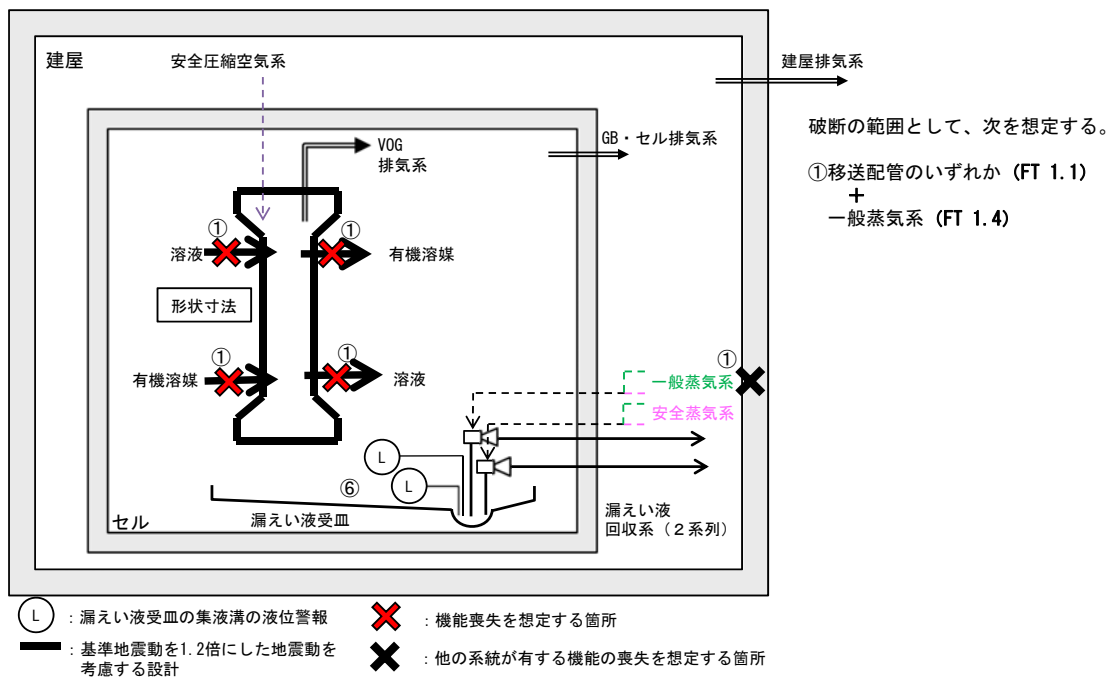 建屋
安全圧縮空気系
建屋排気系
VOG
排気系
GB・セル排気系
破断の範囲として、次を想定する。
①移送配管のいずれか (FT 1.1)
+
一般蒸気系 (FT 1.4)
①
①
溶液
有機溶媒
形状寸法
①
①
有機溶媒
溶液
①
一般蒸気系
安全蒸気系
L
L
⑥
セル
漏えい液受皿
漏えい液
回収系(2系列)
L
:漏えい液受皿の集液溝の液位警報
:機能喪失を想定する箇所
:基準地震動を1.2倍にした地震動を
考慮する設計
:他の系統が有する機能の喪失を想定する箇所